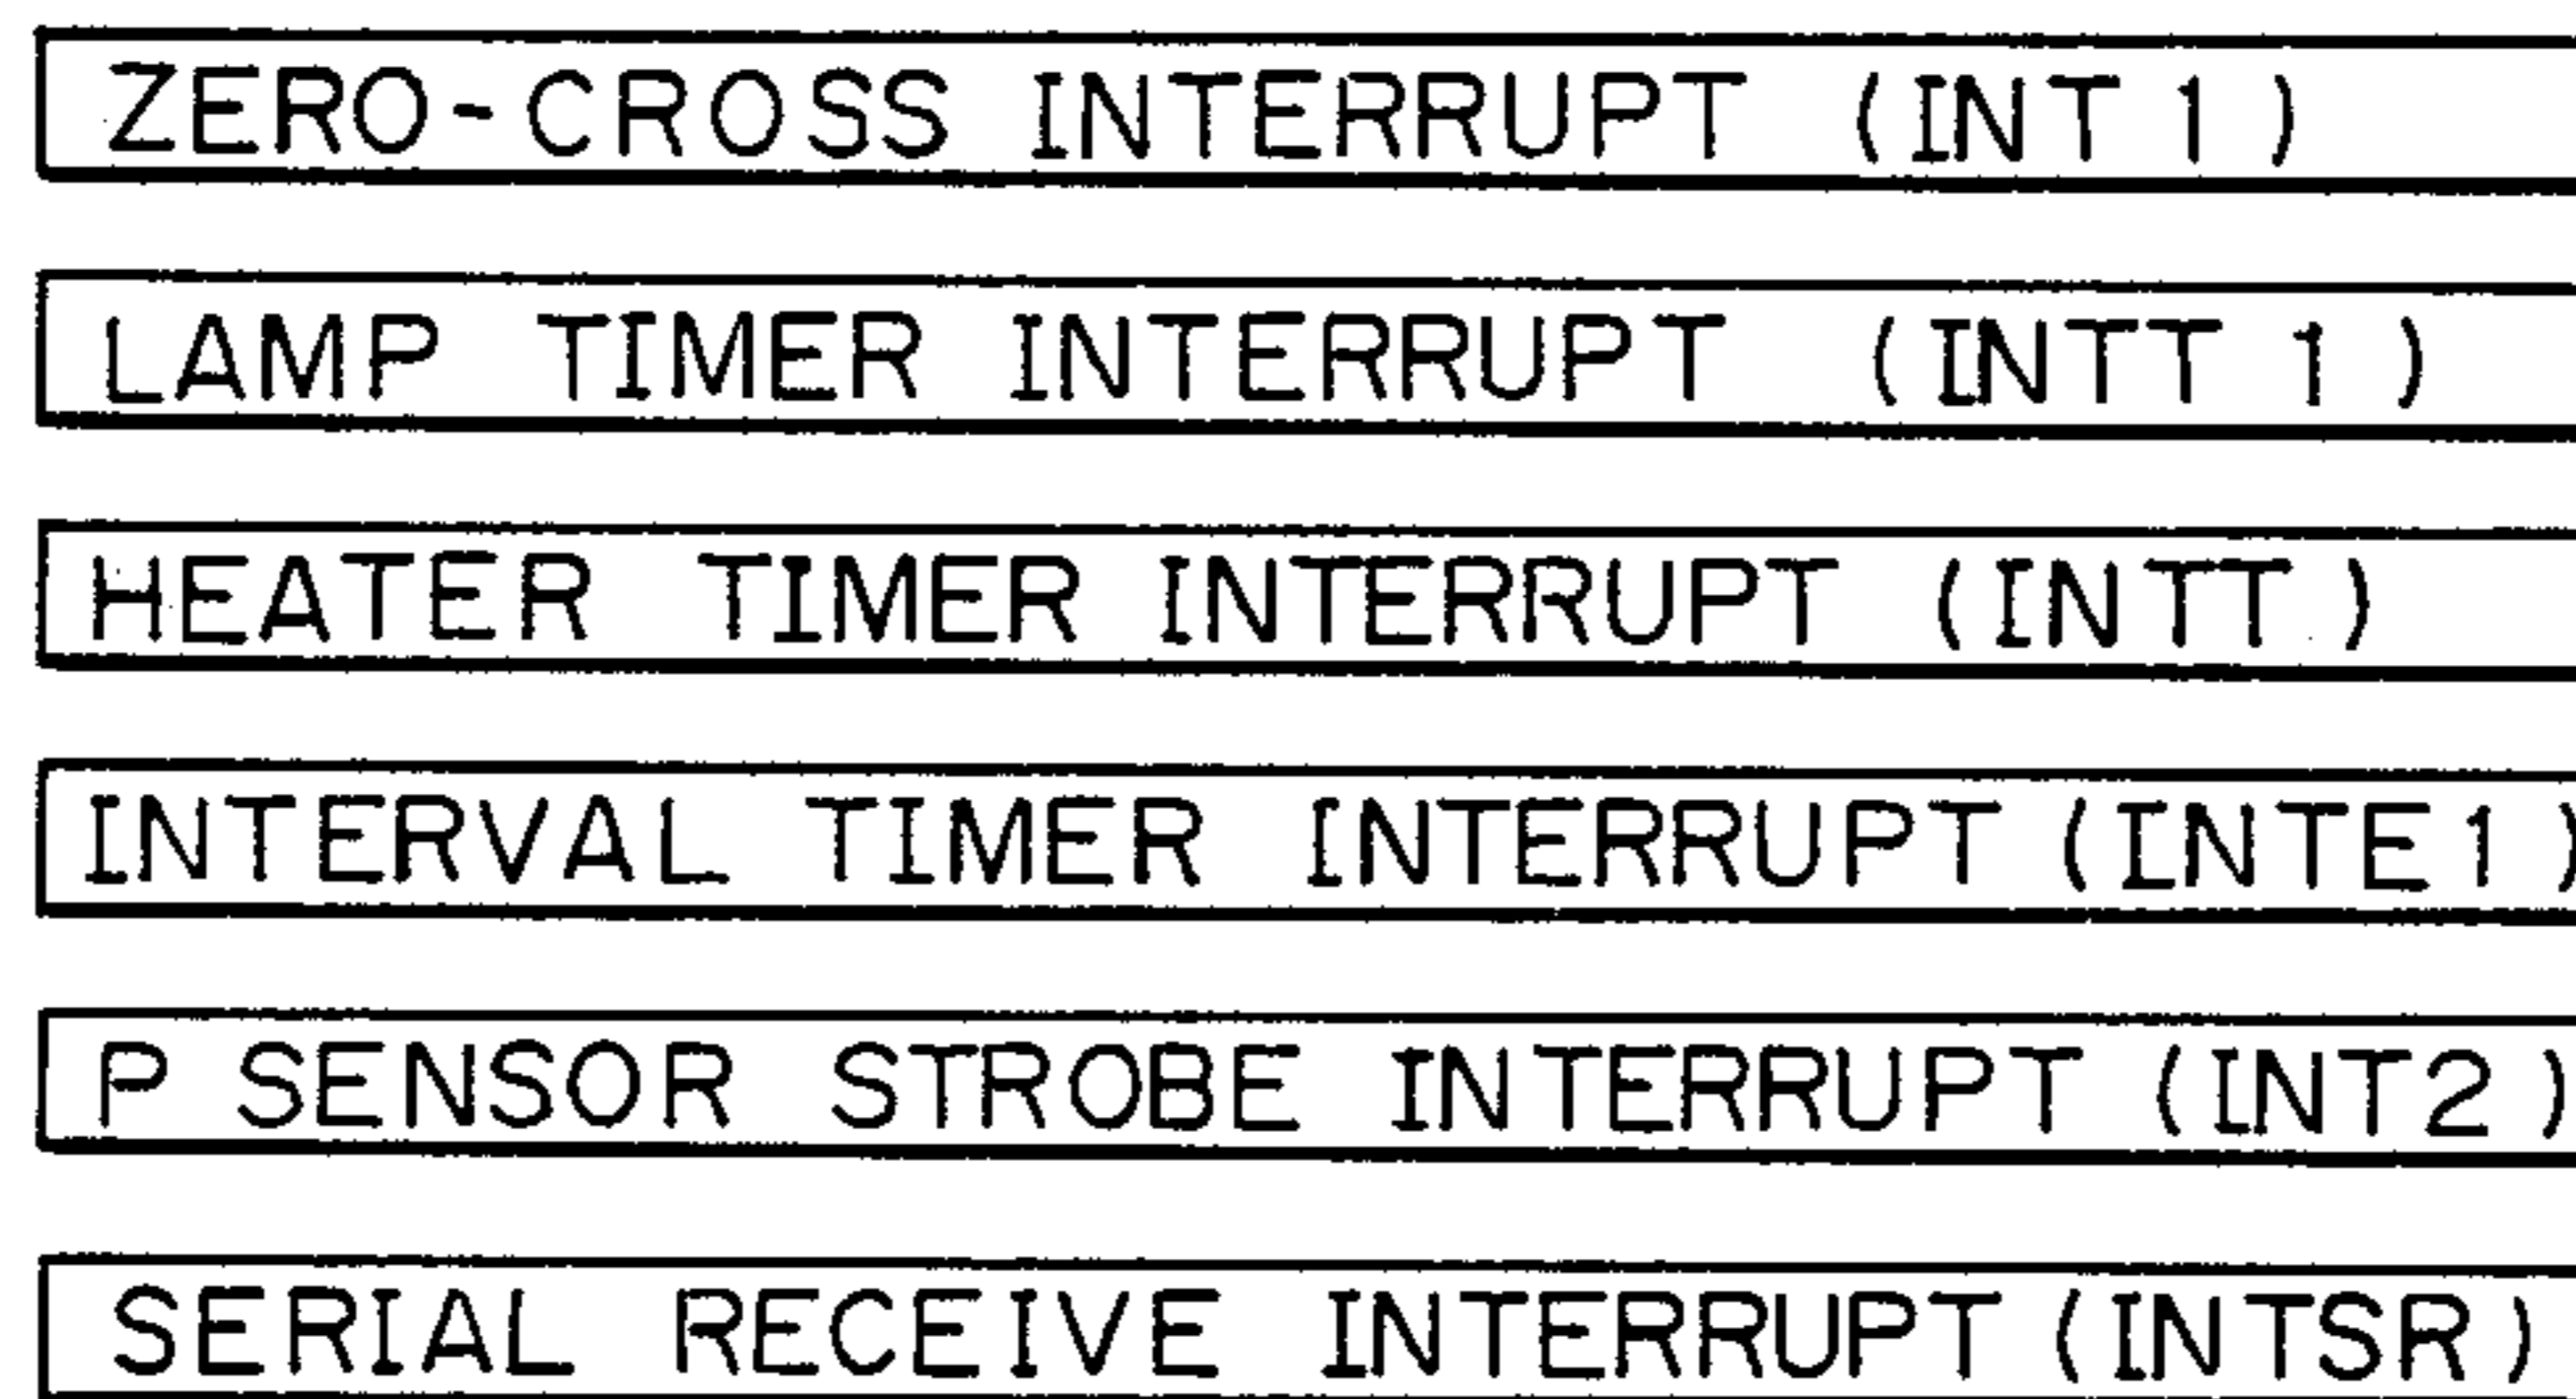 ZERO-CROSS INTERRUPT (INT1)
LAMP TIMER INTERRUPT (INTT1)
HEATER TIMER INTERRUPT (INTT)
INTERVAL TIMER INTERRUPT (INTE1)
P SENSOR STROBE INTERRUPT (INT2)
SERIAL RECEIVE INTERRUPT (INTSR)